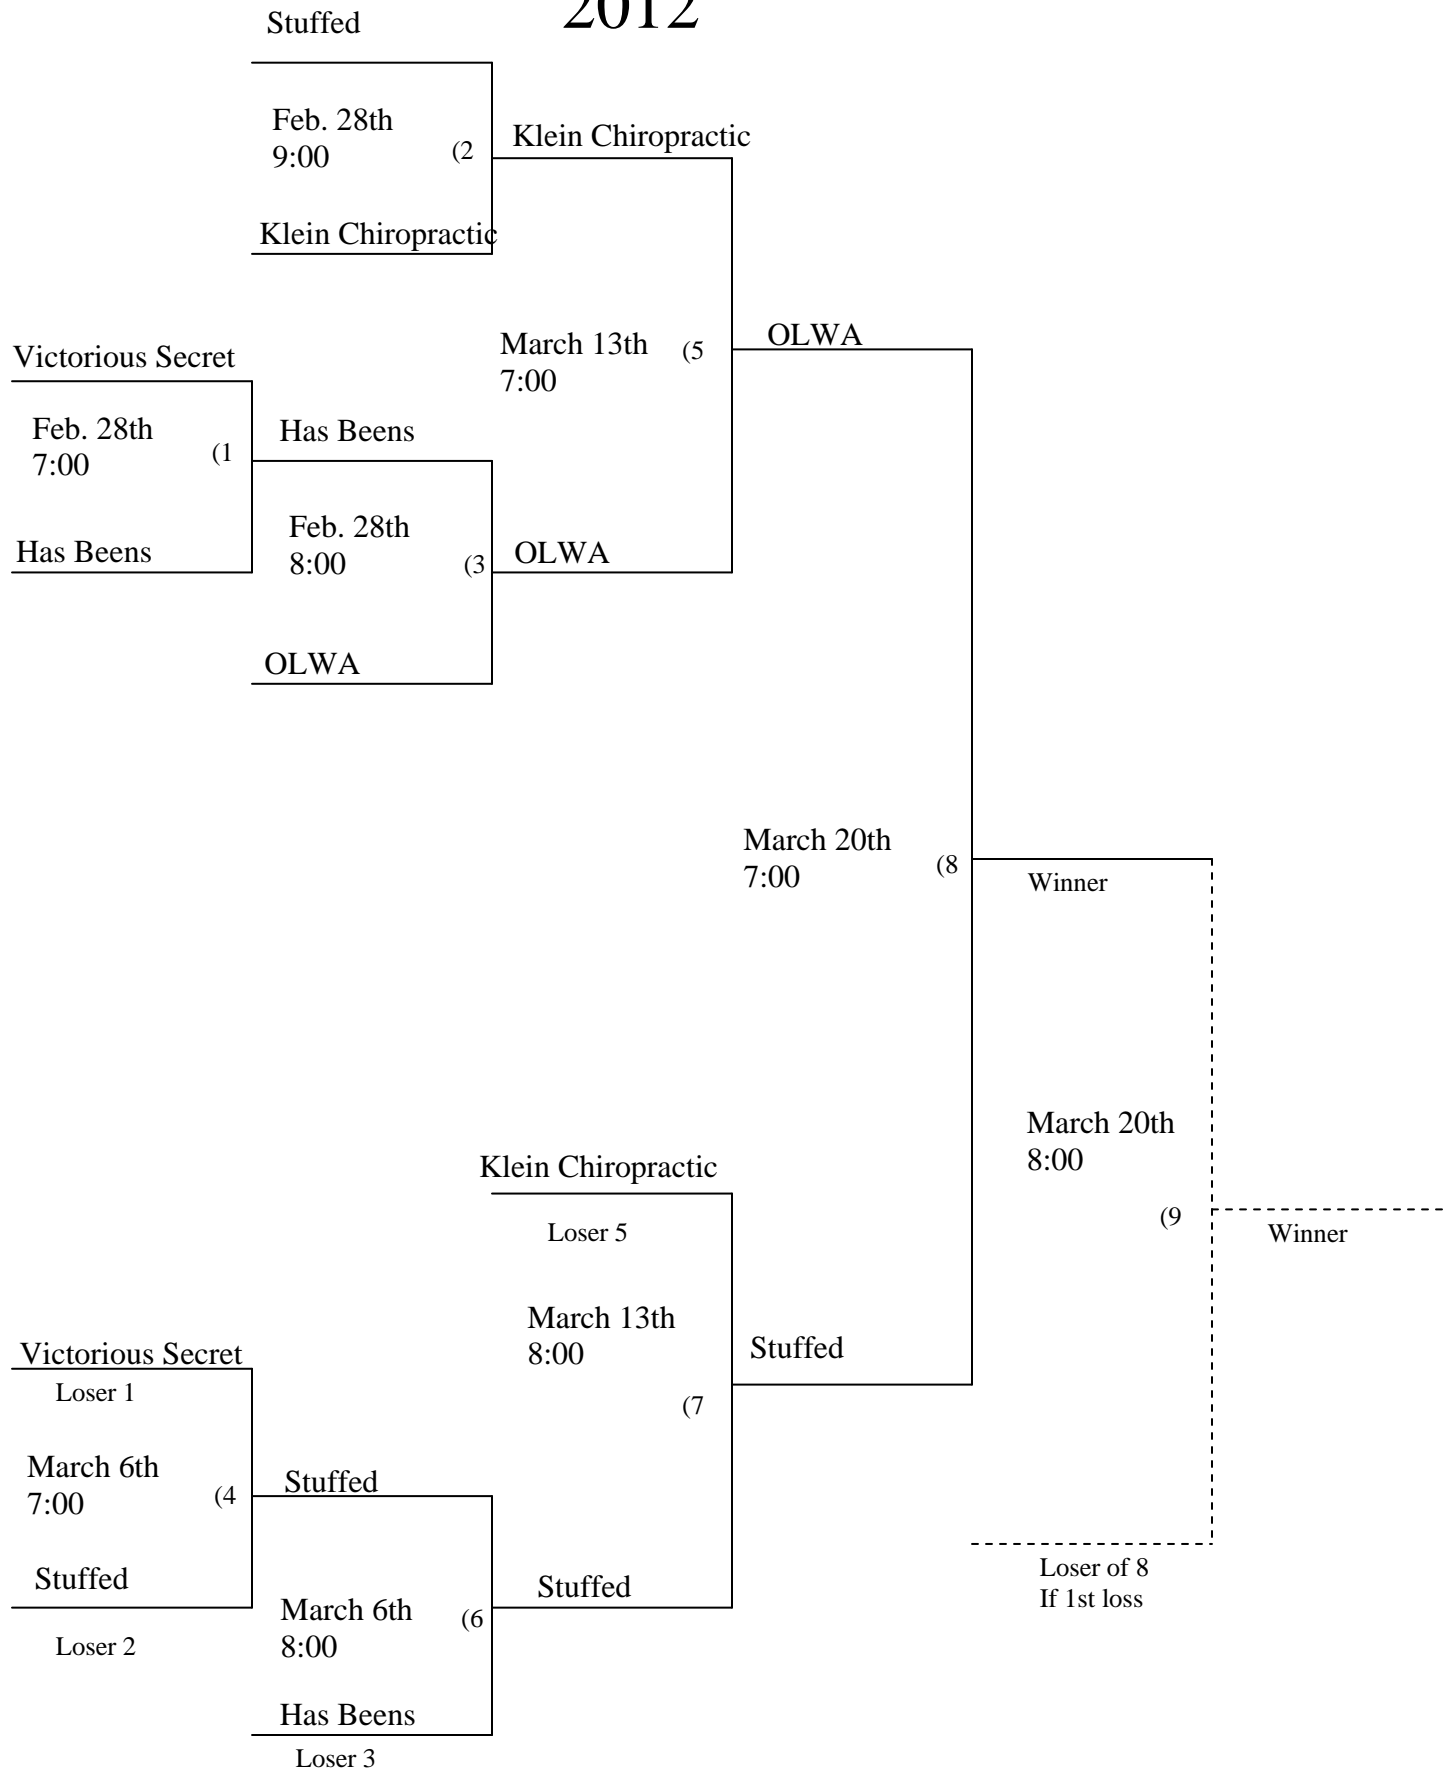 2012
Stuffed
Feb. 28th
9:00
(2
Klein Chiropractic
Klein Chiropractic
Victorious Secret
Feb. 28th
7:00
(1
Has Beens
Has Beens
Feb. 28th
8:00
(3
OLWA
OLWA
March 13th
7:00
(5
OLWA
March 20th
7:00
(8
Winner
March 20th
8:00
(9
Winner
Klein Chiropractic
Loser 5
March 13th
8:00
(7
Stuffed
Victorious Secret
Loser 1
March 6th
7:00
(4
Stuffed
Stuffed
Loser 2
March 6th
8:00
(6
Stuffed
Has Beens
Loser 3
Loser of 8
If 1st loss